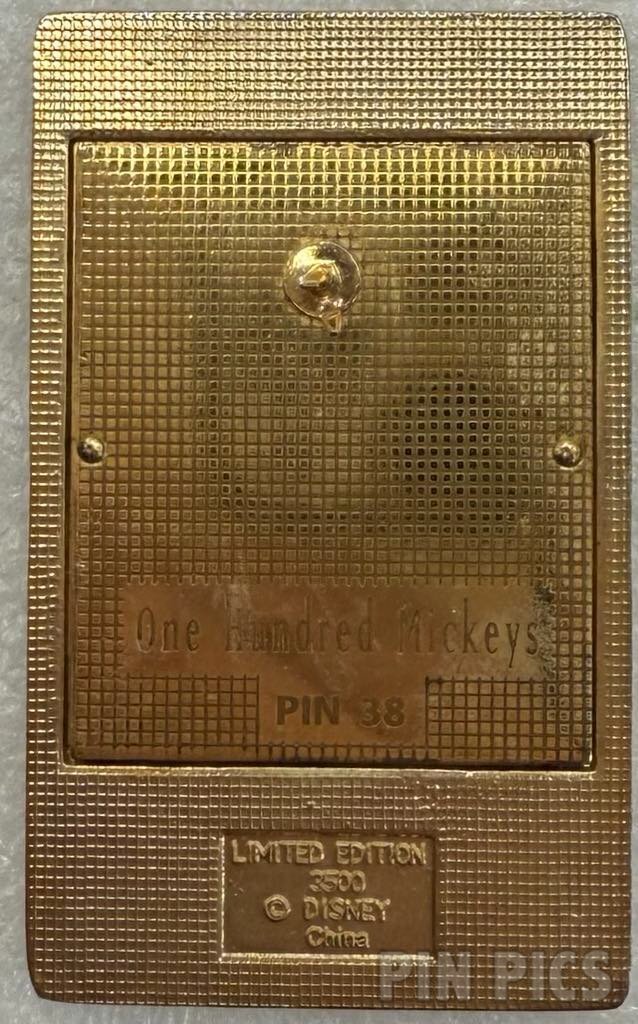 One Hundred Mickeys
PIN 38
LIMITED EDITION
3500
© DISNEY
China
PIN PICS